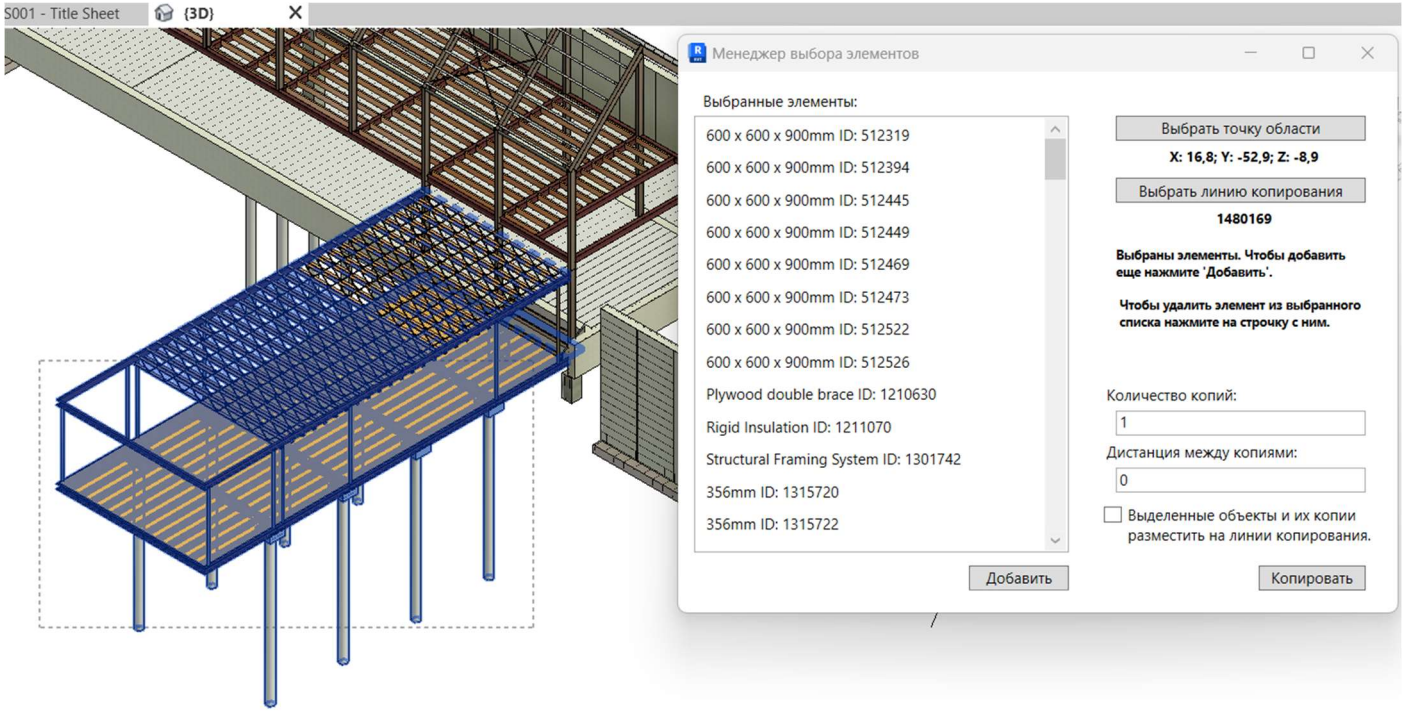 S001 - Title Sheet
{3D}
Менеджер выбора элементов
Выбранные элементы:
600 x 600 x 900mm ID: 512319
600 x 600 x 900mm ID: 512394
600 x 600 x 900mm ID: 512445
600 x 600 x 900mm ID: 512449
600 x 600 x 900mm ID: 512469
600 x 600 x 900mm ID: 512473
600 x 600 x 900mm ID: 512522
600 x 600 x 900mm ID: 512526
Plywood double brace ID: 1210630
Rigid Insulation ID: 1211070
Structural Framing System ID: 1301742
356mm ID: 1315720
356mm ID: 1315722
Добавить
Выбрать точку области
X: 16,8; Y: -52,9; Z: -8,9
Выбрать линию копирования
1480169
Выбраны элементы. Чтобы добавить
еще нажмите 'Добавить'.
Чтобы удалить элемент из выбранного
списка нажмите на строчку с ним.
Количество копий:
1
Дистанция между копиями:
0
Выделенные объекты и их копии
разместить на линии копирования.
Копировать